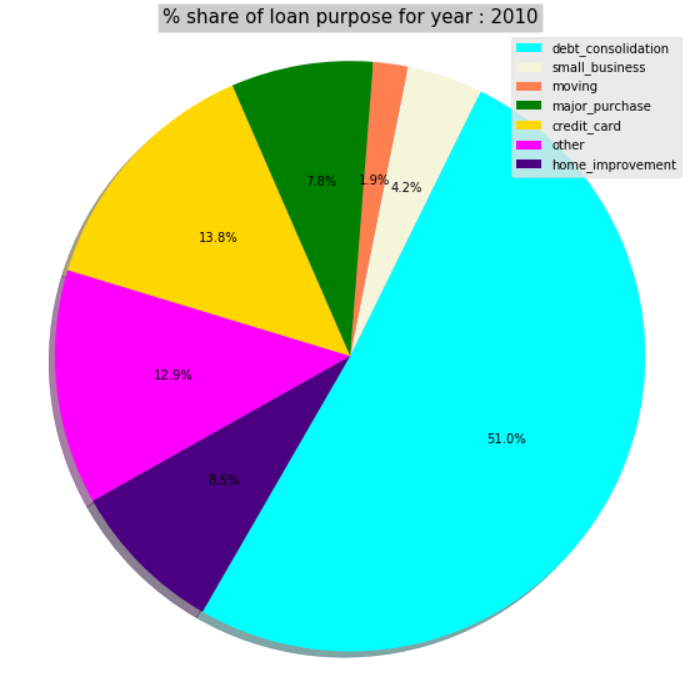 % share of loan purpose for year : 2010
debt_consolidation
small_business
moving
major_purchase
credit_card
other
home_improvement
7.8%
1.9%
4.2%
13.8%
12.9%
51.0%
8.5%